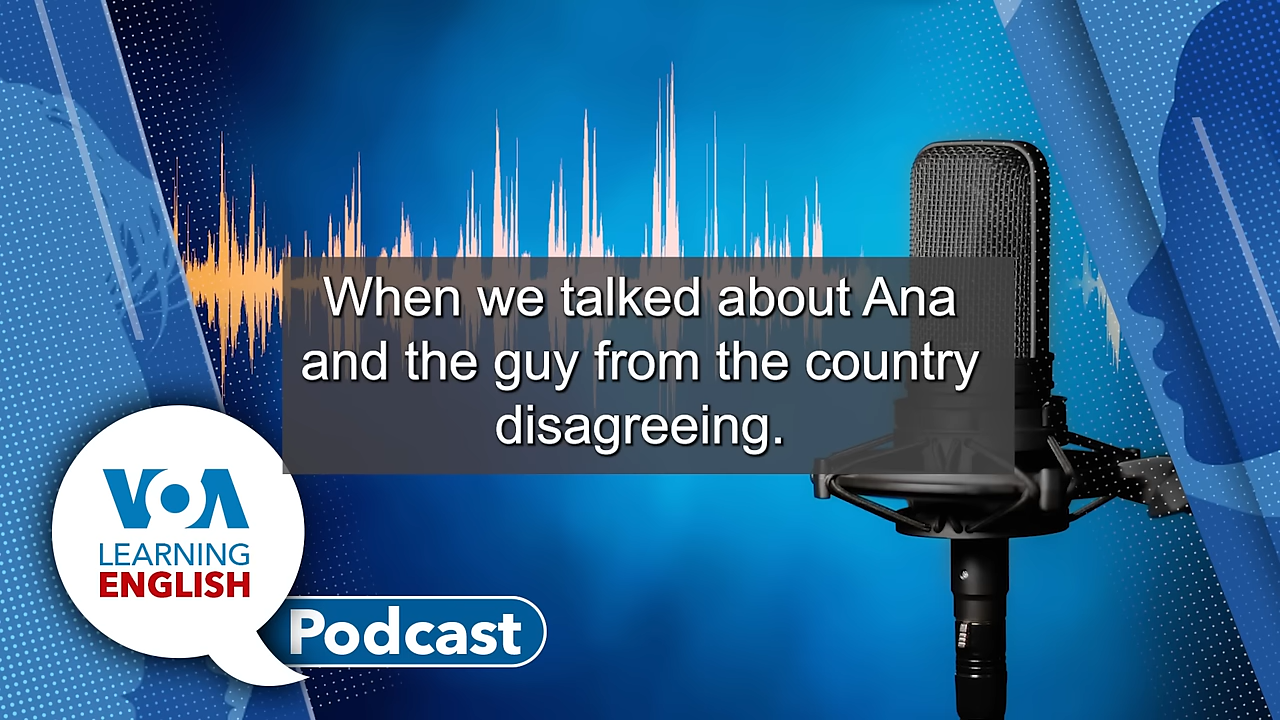 When we talked about Ana
and the guy from the country
disagreeing.
VOA
LEARNING
ENGLISH
Podcast